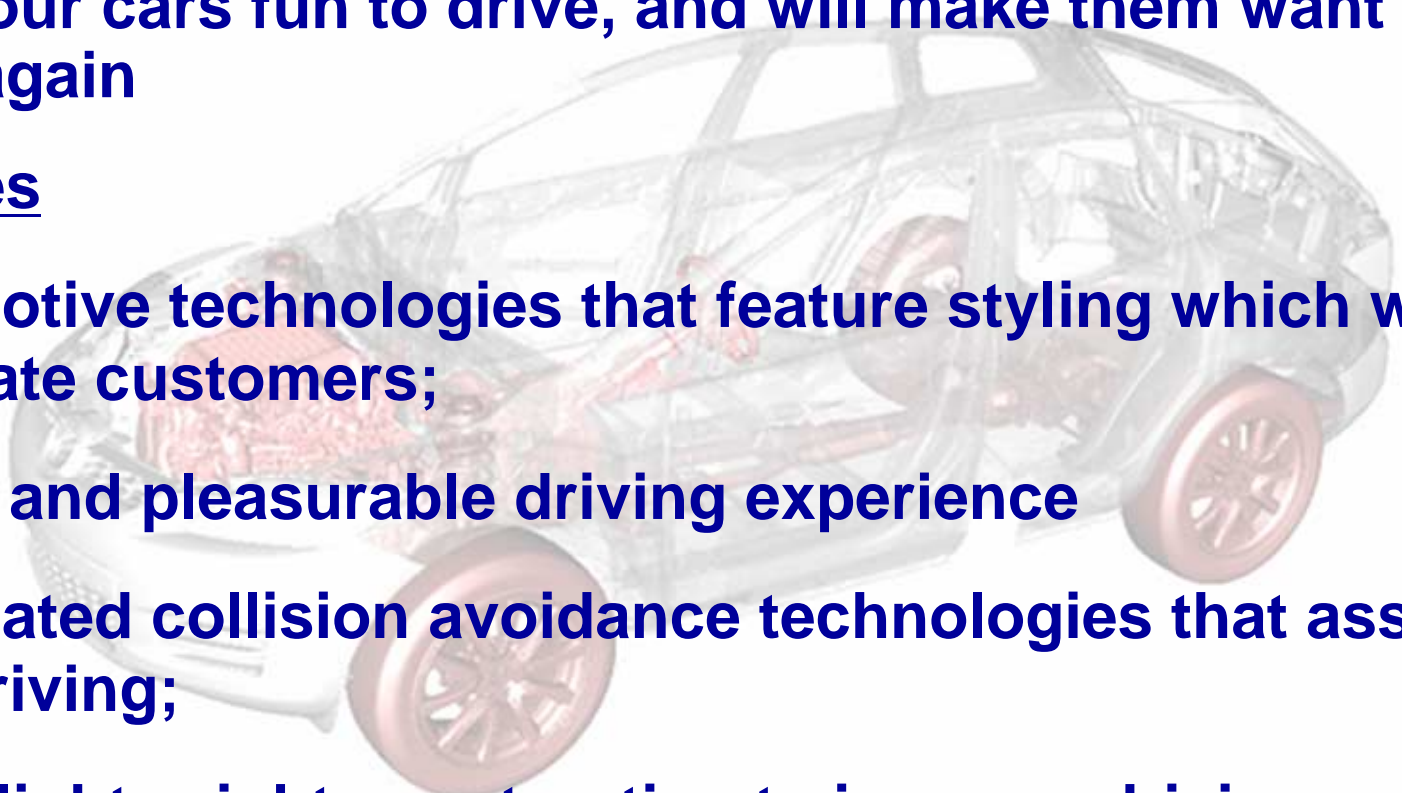 our cars fun to drive, and will make them want
again
es
otive technologies that feature styling which w
ate customers;
and pleasurable driving experience
ated collision avoidance technologies that ass
riving;